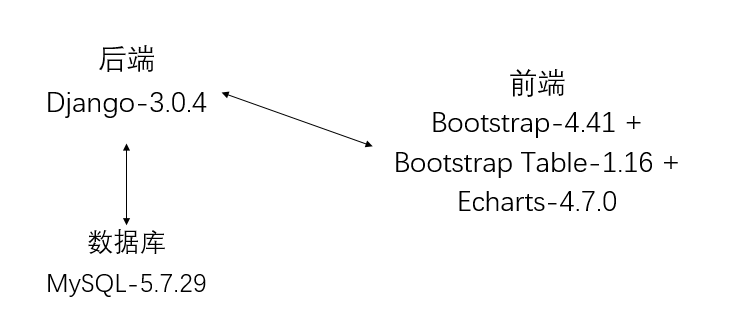 后端
Django-3.0.4
前端
Bootstrap-4.41 +
Bootstrap Table-1.16 +
Echarts-4.7.0
数据库
MySQL-5.7.29